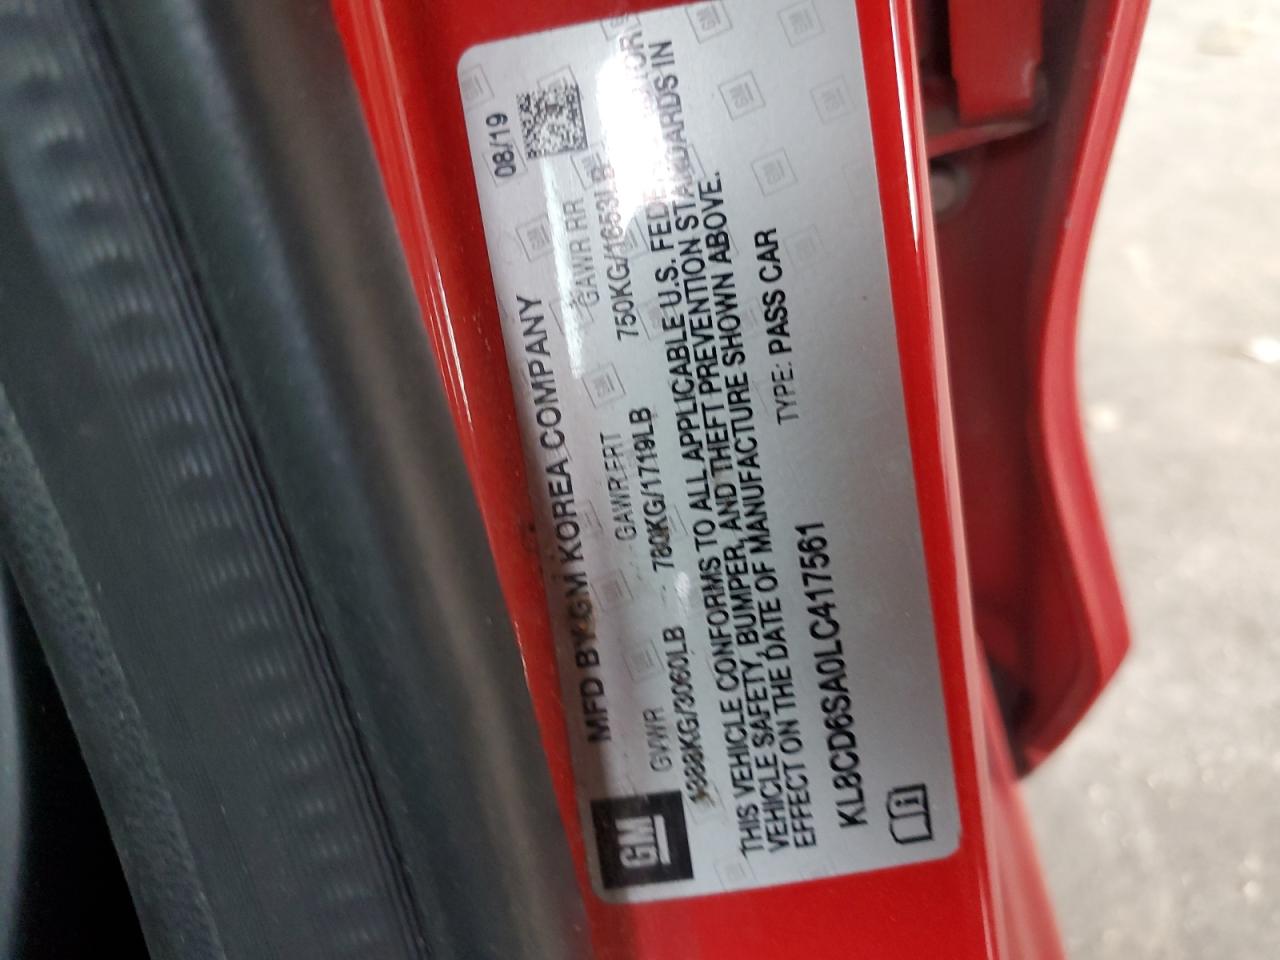 GM
MFD BY GM KOREA COMPANY 08/19
GVWR GAWR FRT GAWR RR
1388KG/3060LB 780KG/1719LB 750KG/1653LB
THIS VEHICLE CONFORMS TO ALL APPLICABLE U.S. FEDERAL MOTOR
VEHICLE SAFETY, BUMPER, AND THEFT PREVENTION STANDARDS IN
EFFECT ON THE DATE OF MANUFACTURE SHOWN ABOVE.
TYPE: PASS CAR
KL8CD6SA0LC417561